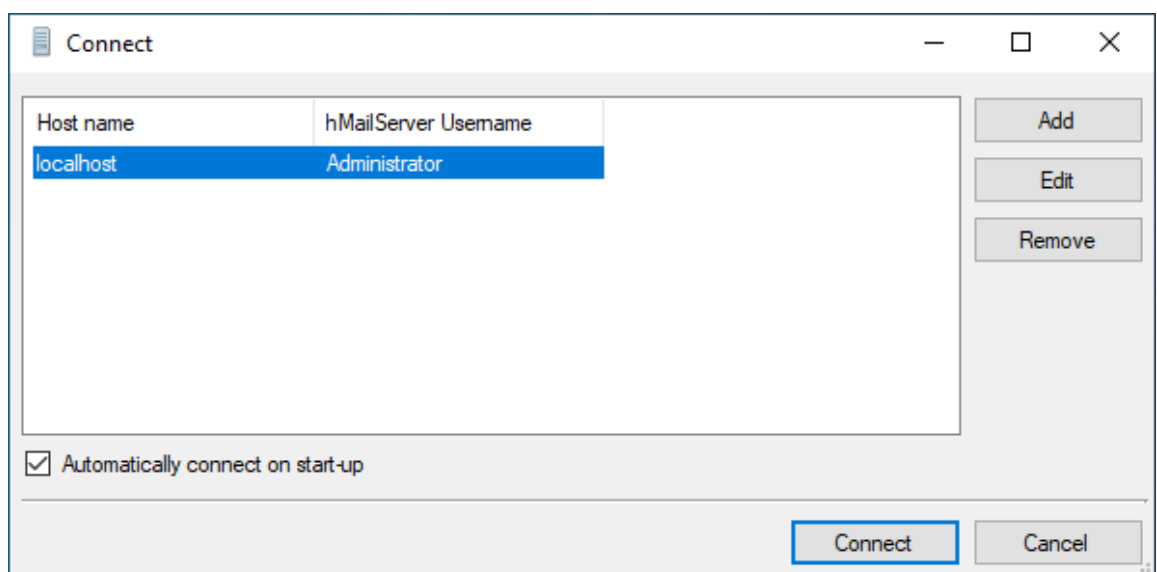 Connect
Host name hMailServer Username
localhost Administrator
Add
Edit
Remove
Automatically connect on start-up
Connect Cancel